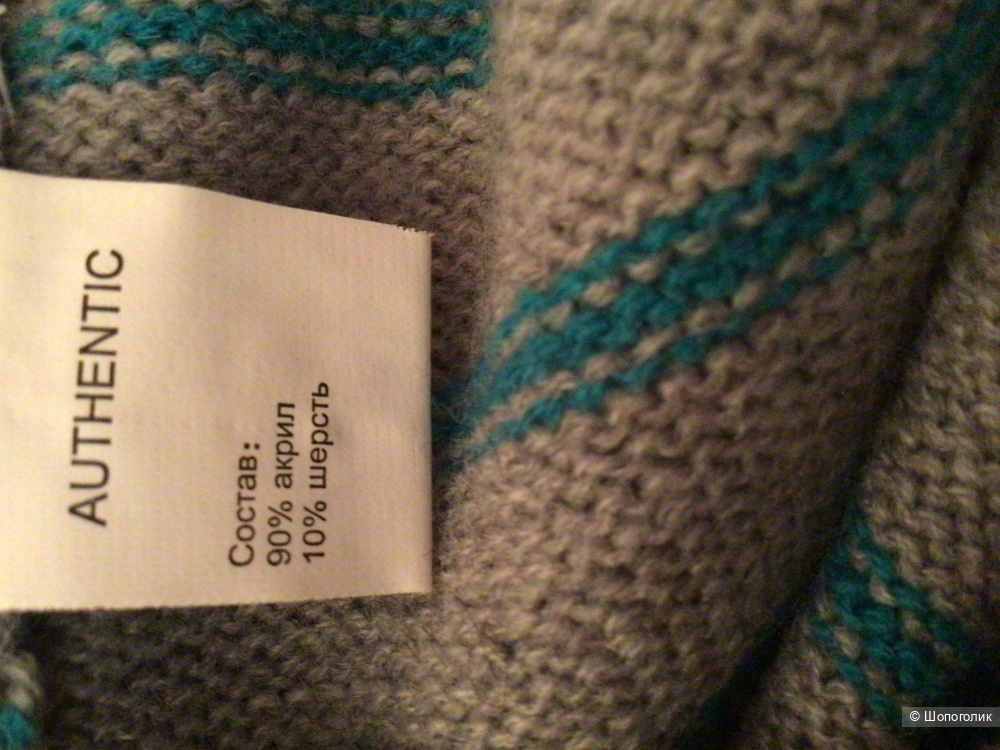 AUTHENTIC
Состав:
90% акрил
10% шерсть
© Шопоголик